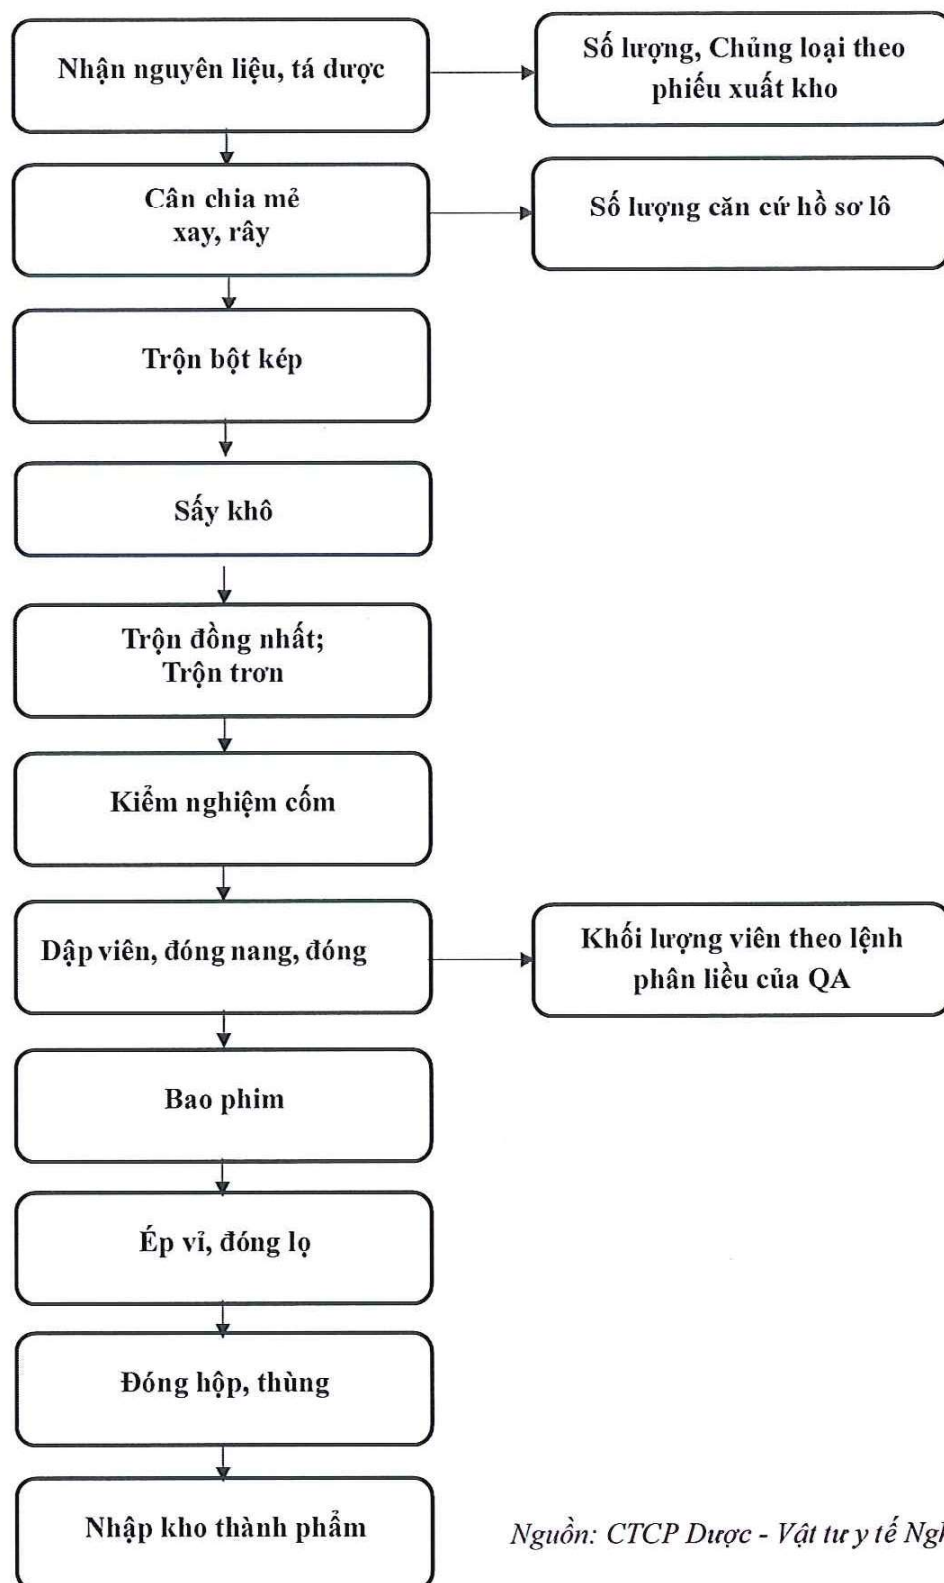 Nhận nguyên liệu, tá dược
Số lượng, Chủng loại theo
phiếu xuất kho
Cân chia mẻ
xay, rây
Số lượng căn cứ hồ sơ lô
Trộn bột kép
Sấy khô
Trộn đồng nhất;
Trộn trơn
Kiểm nghiệm cốm
Dập viên, đóng nang, đóng
Khối lượng viên theo lệnh
phân liều của QA
Bao phim
Ép vỉ, đóng lọ
Đóng hộp, thùng
Nhập kho thành phẩm
Nguồn: CTCP Dược - Vật tư y tế